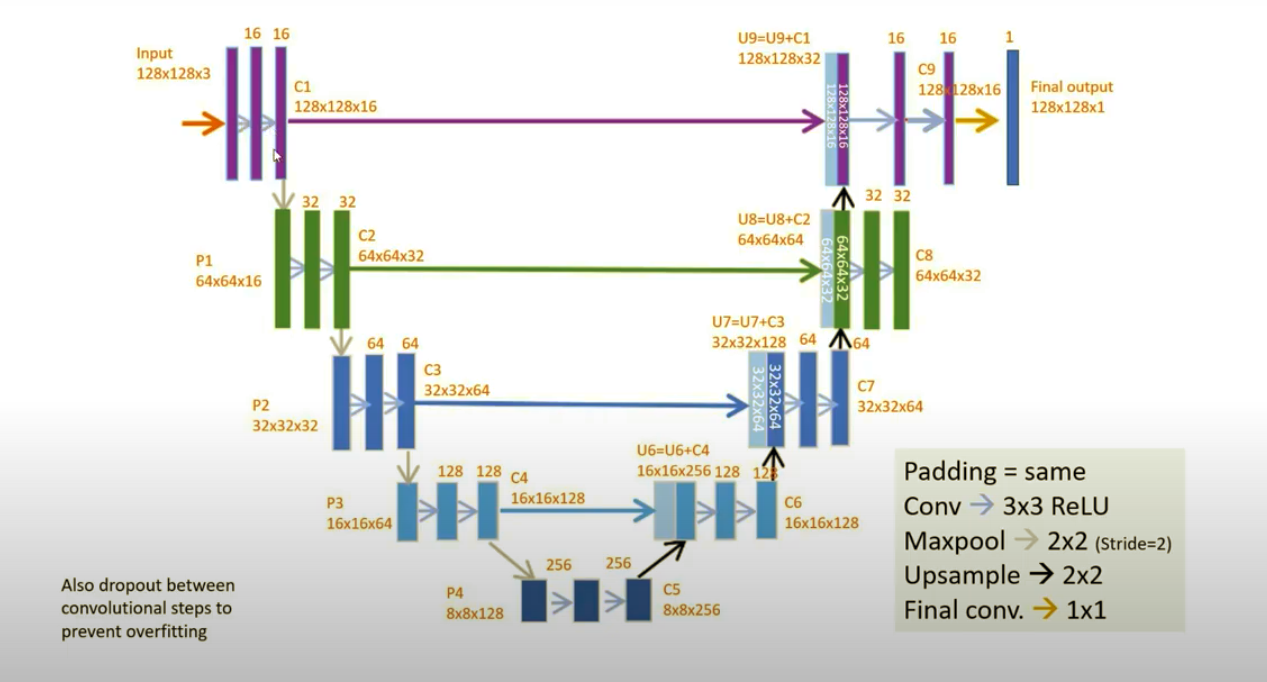 Input
128x128x3
16
16
C1
128x128x16
U9=U9+C1
128x128x32
128x128x16
128x128x16
16
16
C9
128x128x16
1
Final output
128x128x1
P1
64x64x16
32
32
C2
64x64x32
U8=U8+C2
64x64x64
64x64x32
64x64x32
32
32
C8
64x64x32
P2
32x32x32
64
64
C3
32x32x64
U7=U7+C3
32x32x128
32x32x64
32x32x64
64
64
C7
32x32x64
P3
16x16x64
128
128
C4
16x16x128
U6=U6+C4
16x16x256
128
128
C6
16x16x128
P4
8x8x128
256
256
C5
8x8x256
Also dropout between
convolutional steps to
prevent overfitting
Padding = same
Conv → 3x3 ReLU
Maxpool → 2x2 (Stride=2)
Upsample → 2x2
Final conv. → 1x1